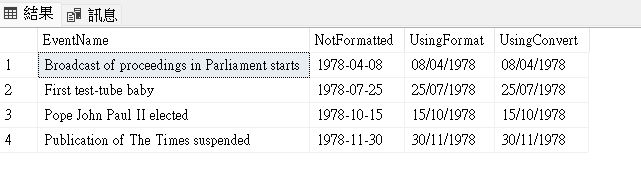 結果 訊息
EventName NotFormatted UsingFormat UsingConvert
1 Broadcast of proceedings in Parliament starts 1978-04-08 08/04/1978 08/04/1978
2 First test-tube baby 1978-07-25 25/07/1978 25/07/1978
3 Pope John Paul II elected 1978-10-15 15/10/1978 15/10/1978
4 Publication of The Times suspended 1978-11-30 30/11/1978 30/11/1978